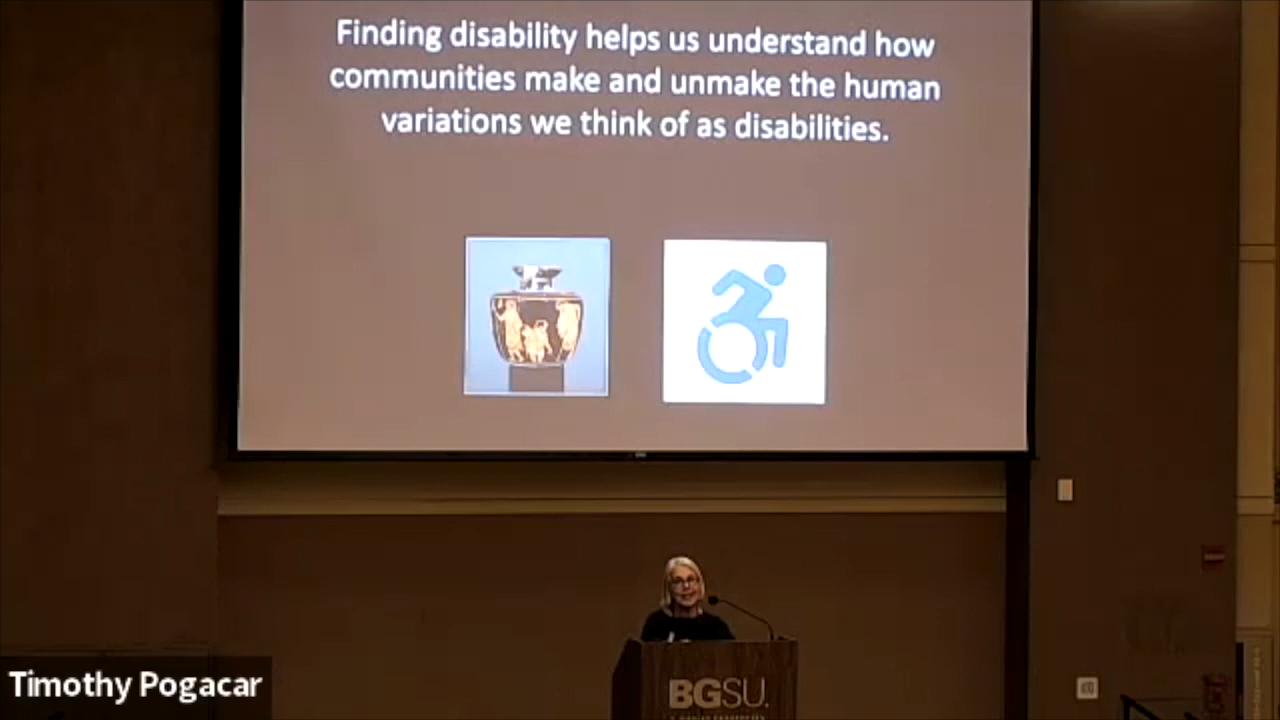 Finding disability helps us understand how
communities make and unmake the human
variations we think of as disabilities.
BGSU.
Timothy Pogacar